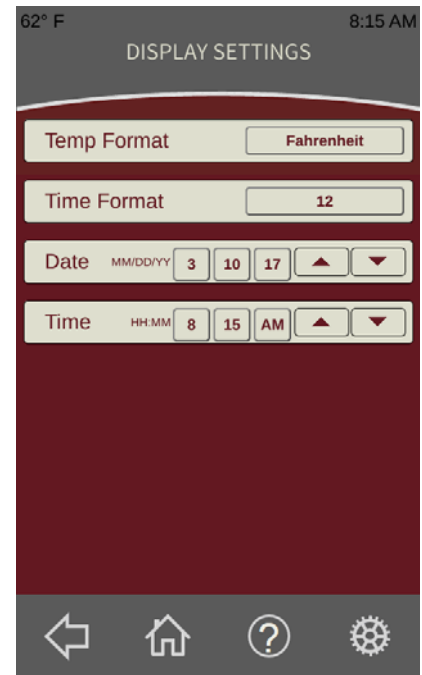 62° F 8:15 AM
DISPLAY SETTINGS
Temp Format Fahrenheit
Time Format 12
Date MM/DD/YY 3 10 17
Time HH:MM 8 15 AM
?